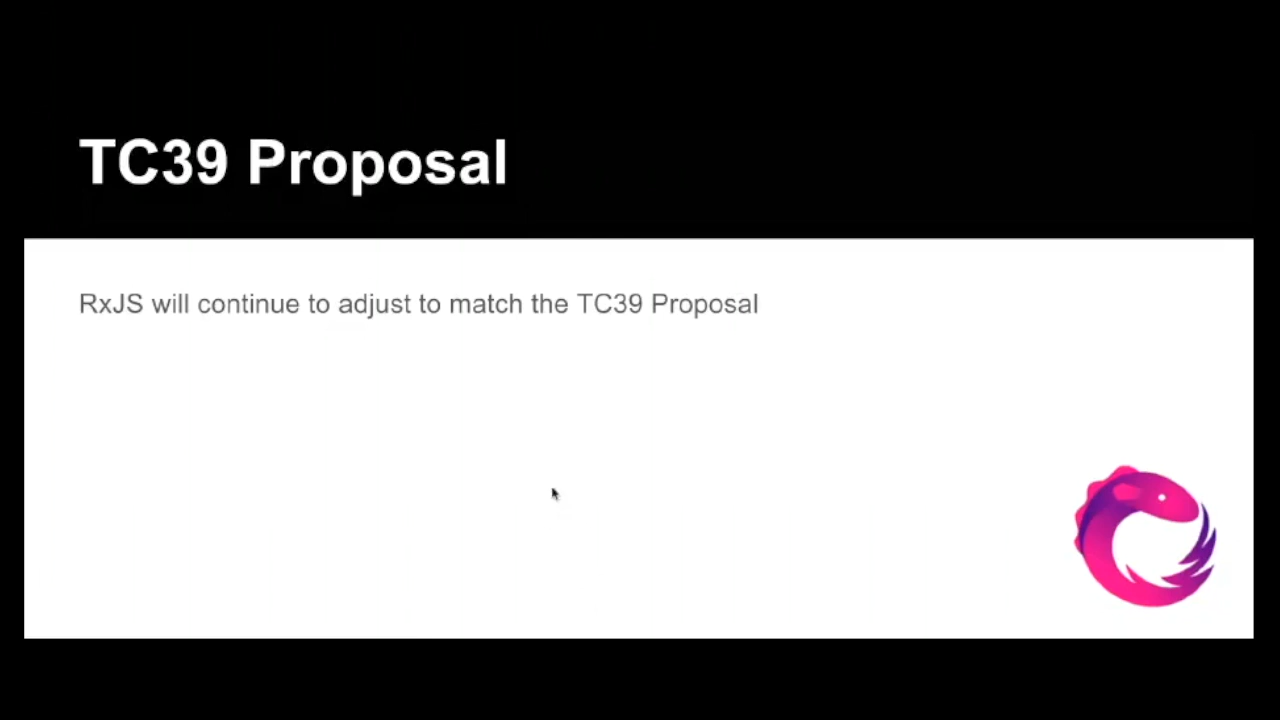 TC39 Proposal
RxJS will continue to adjust to match the TC39 Proposal